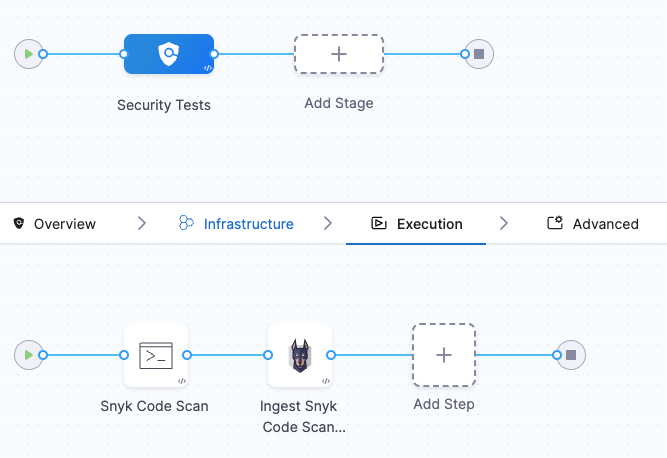 Security Tests
Add Stage
Overview
Infrastructure
Execution
Advanced
>_
Snyk Code Scan
Ingest Snyk
Code Scan...
Add Step